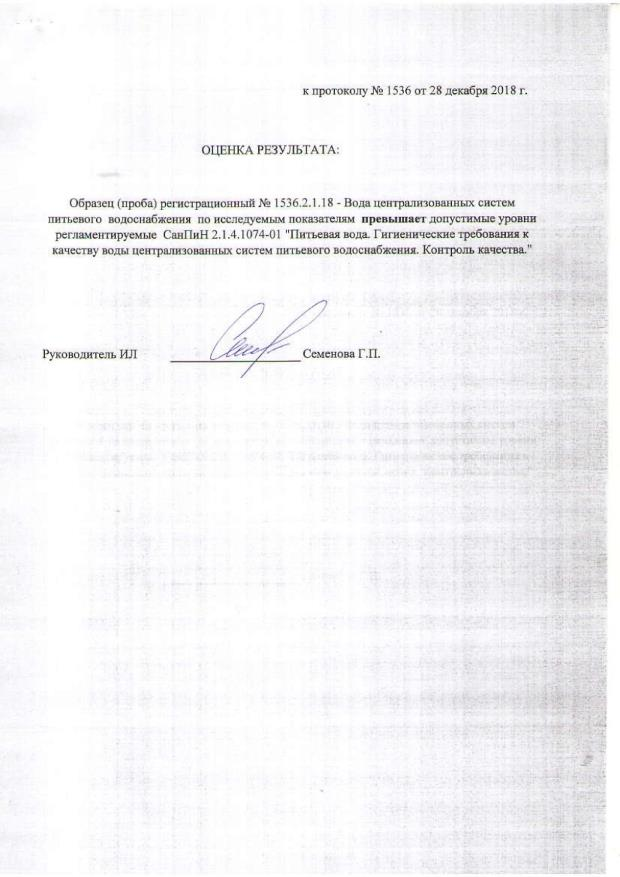 к протоколу № 1536 от 28 декабря 2018 г.
ОЦЕНКА РЕЗУЛЬТАТА:
Образец (проба) регистрационный № 1536.2.1.18 - Вода централизованных систем
питьевого водоснабжения по исследуемым показателям превышает допустимые уровни
регламентируемые СанПиН 2.1.4.1074-01 "Питьевая вода. Гигиенические требования к
качеству воды централизованных систем питьевого водоснабжения. Контроль качества."
Руководитель ИЛ Семенова Г.П.